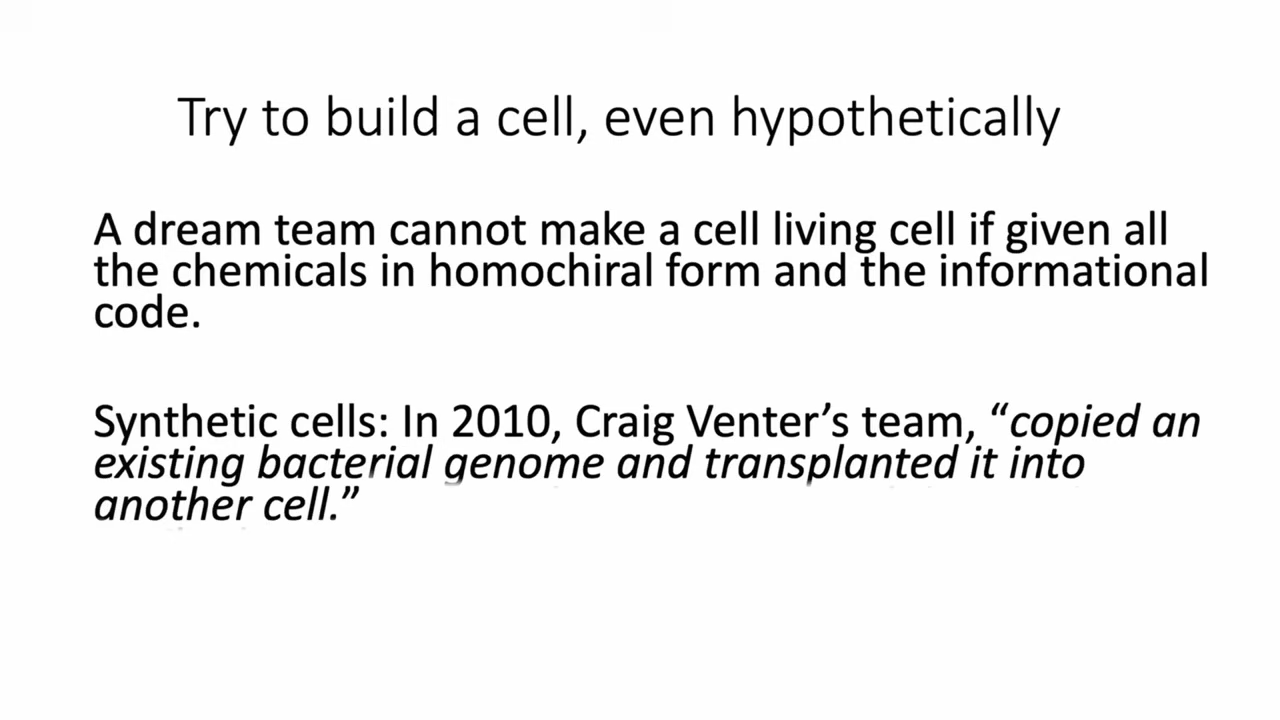 Try to build a cell, even hypothetically
A dream team cannot make a cell living cell if given all
the chemicals in homochiral form and the informational
code.
Synthetic cells: In 2010, Craig Venter’s team, “copied an
existing bacterial genome and transplanted it into
another cell.”